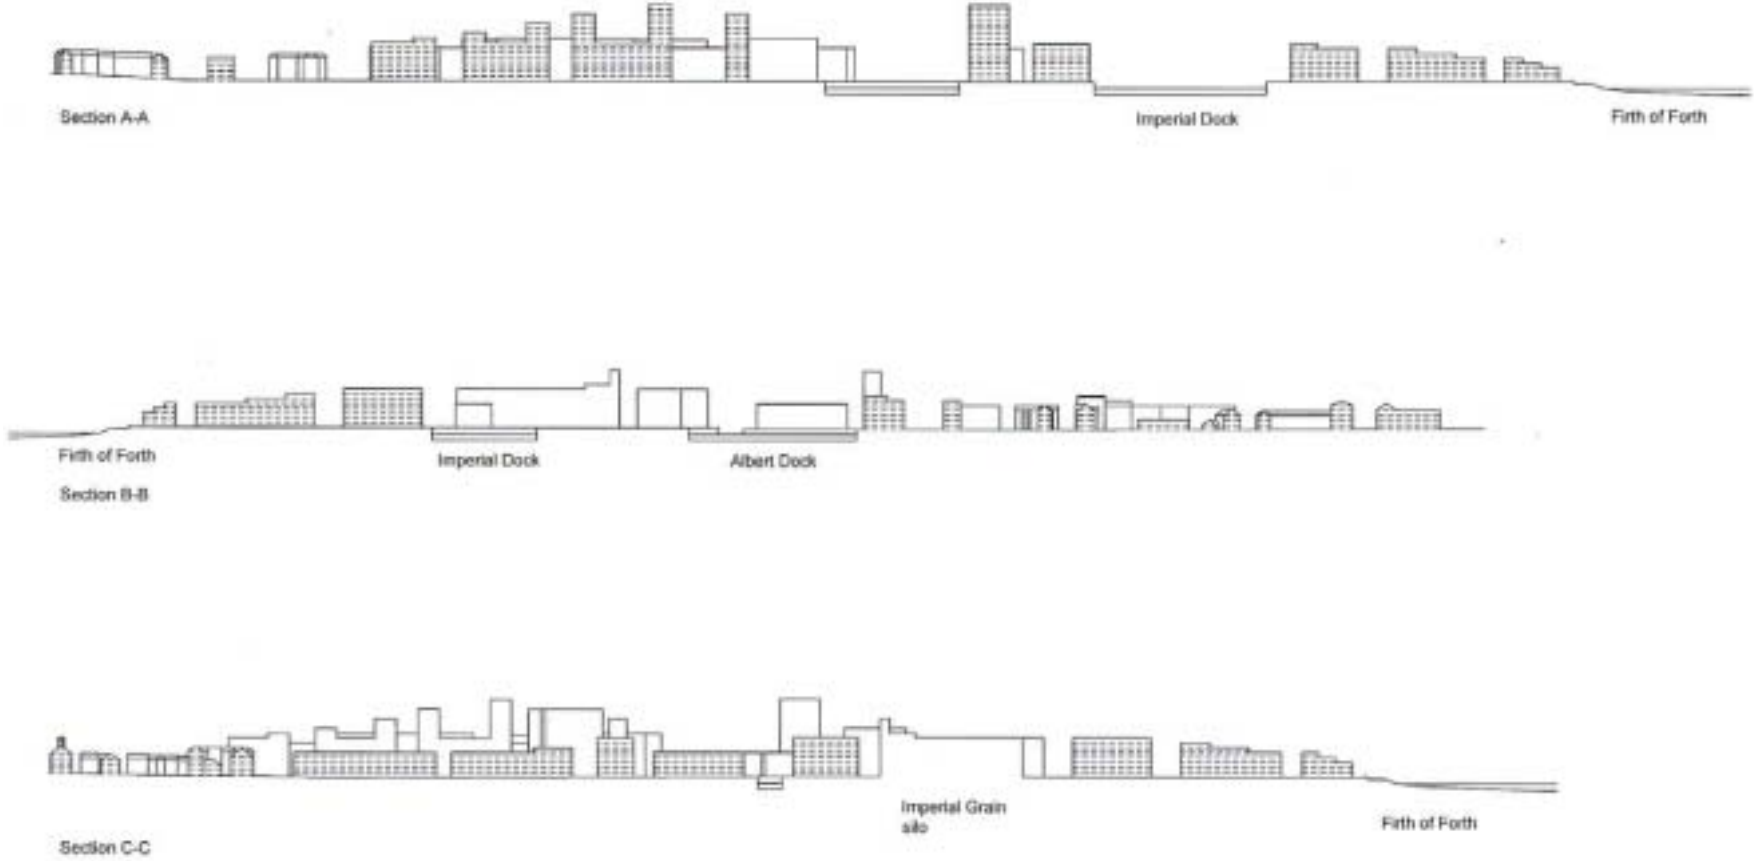 Section A-A
Imperial Dock
Firth of Forth
Firth of Forth
Imperial Dock
Albert Dock
Section B-B
Imperial Grain
silo
Firth of Forth
Section C-C